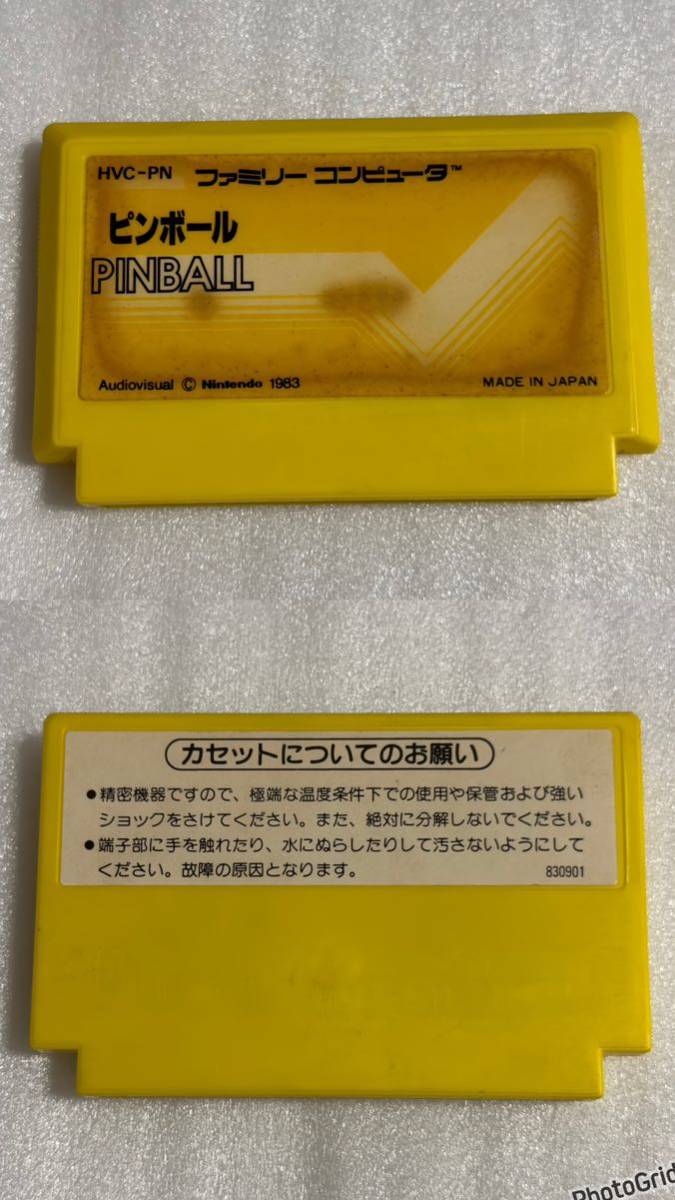 HVC-PN ファミリー コンピュータ™
ピンボール
PINBALL
Audiovisual © Nintendo 1983 MADE IN JAPAN
カセットについてのお願い
●精密機器ですので、極端な温度条件下での使用や保管および強い
ショックをさけてください。また、絶対に分解しないでください。
●端子部に手を触れたり、水にぬらしたりして汚さないようにして
ください。故障の原因となります。 830901
PhotoGrid